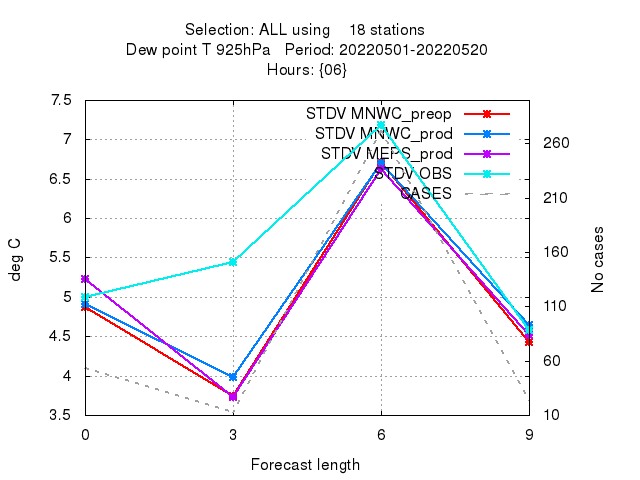 Selection: ALL using 18 stations
Dew point T 925hPa Period: 20220501-20220520
Hours: {06}
STDV MNWC_preop
STDV MNWC_prod
STDV MEPS_prod
STDV OBS
CASES
7.5
7
6.5
6
5.5
5
4.5
4
3.5
deg C
260
210
160
110
60
10
No cases
0 3 6 9
Forecast length